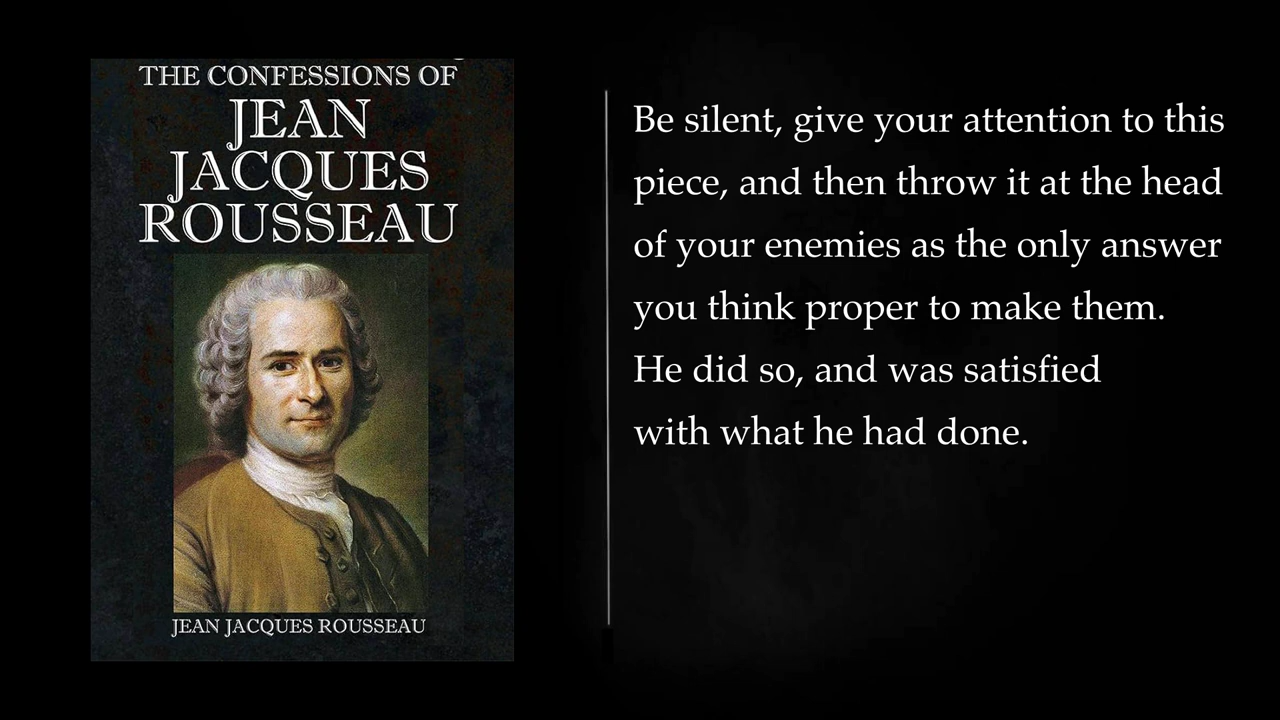 THE CONFESSIONS OF
JEAN
JACQUES
ROUSSEAU
JEAN JACQUES ROUSSEAU
Be silent, give your attention to this
piece, and then throw it at the head
of your enemies as the only answer
you think proper to make them.
He did so, and was satisfied
with what he had done.